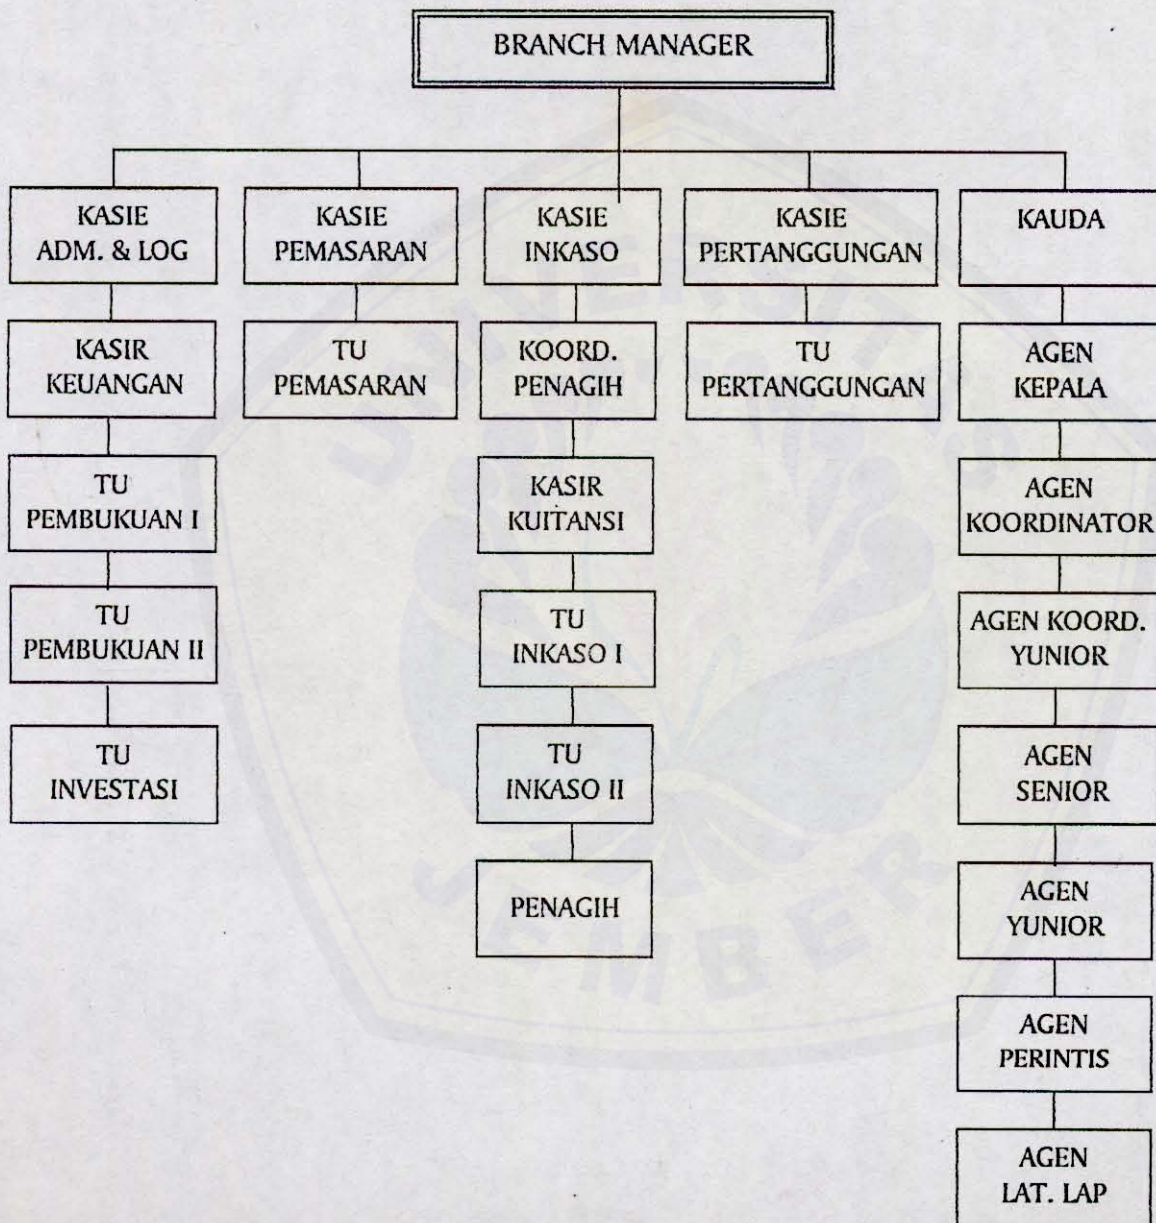 BRANCH MANAGER
KASIE
ADM. & LOG
KASIE
PEMASARAN
KASIE
INKASO
KASIE
PERTANGGUNGAN
KAUDA
KASIR
KEUANGAN
TU
PEMASARAN
KOORD.
PENAGIH
TU
PERTANGGUNGAN
AGEN
KEPALA
TU
PEMBUKUAN I
KASIR
KUITANSI
AGEN
KOORDINATOR
TU
PEMBUKUAN II
TU
INKASO I
AGEN KOORD.
YUNIOR
TU
INVESTASI
TU
INKASO II
AGEN
SENIOR
PENAGIH
AGEN
YUNIOR
AGEN
PERINTIS
AGEN
LAT. LAP
UNIVERSITAS
JEMBER